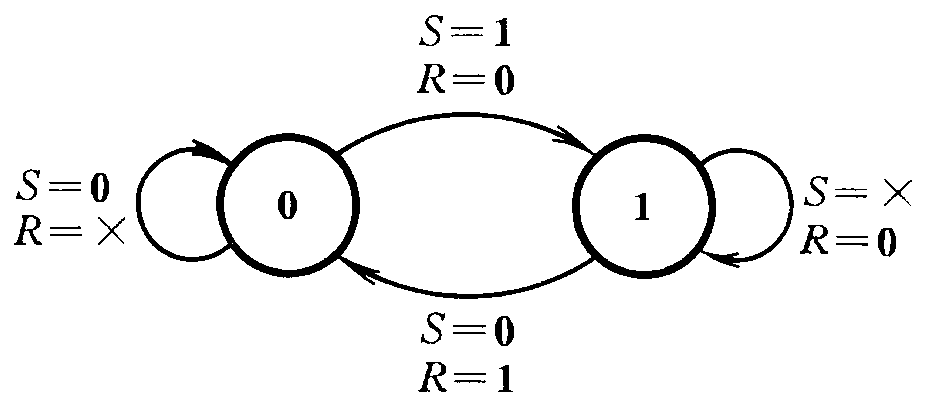 S=1
R=0
S=0
R=×
0
1
S=×
R=0
S=0
R=1